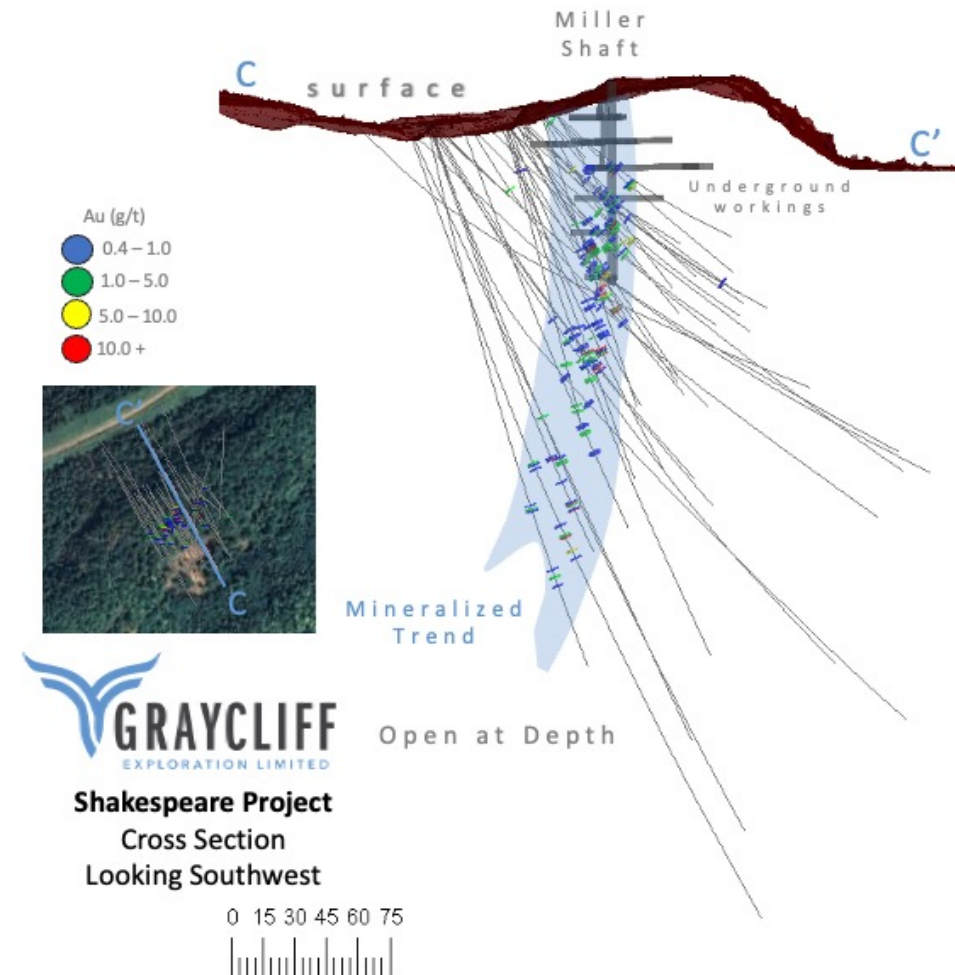 Miller
Shaft
C
surface
C'
Underground
workings
Au (g/t)
0.4 – 1.0
1.0 – 5.0
5.0 – 10.0
10.0 +
C'
C
Mineralized
Trend
Open at Depth
GRAYCLIFF
EXPLORATION LIMITED
Shakespeare Project
Cross Section
Looking Southwest
0 15 30 45 60 75